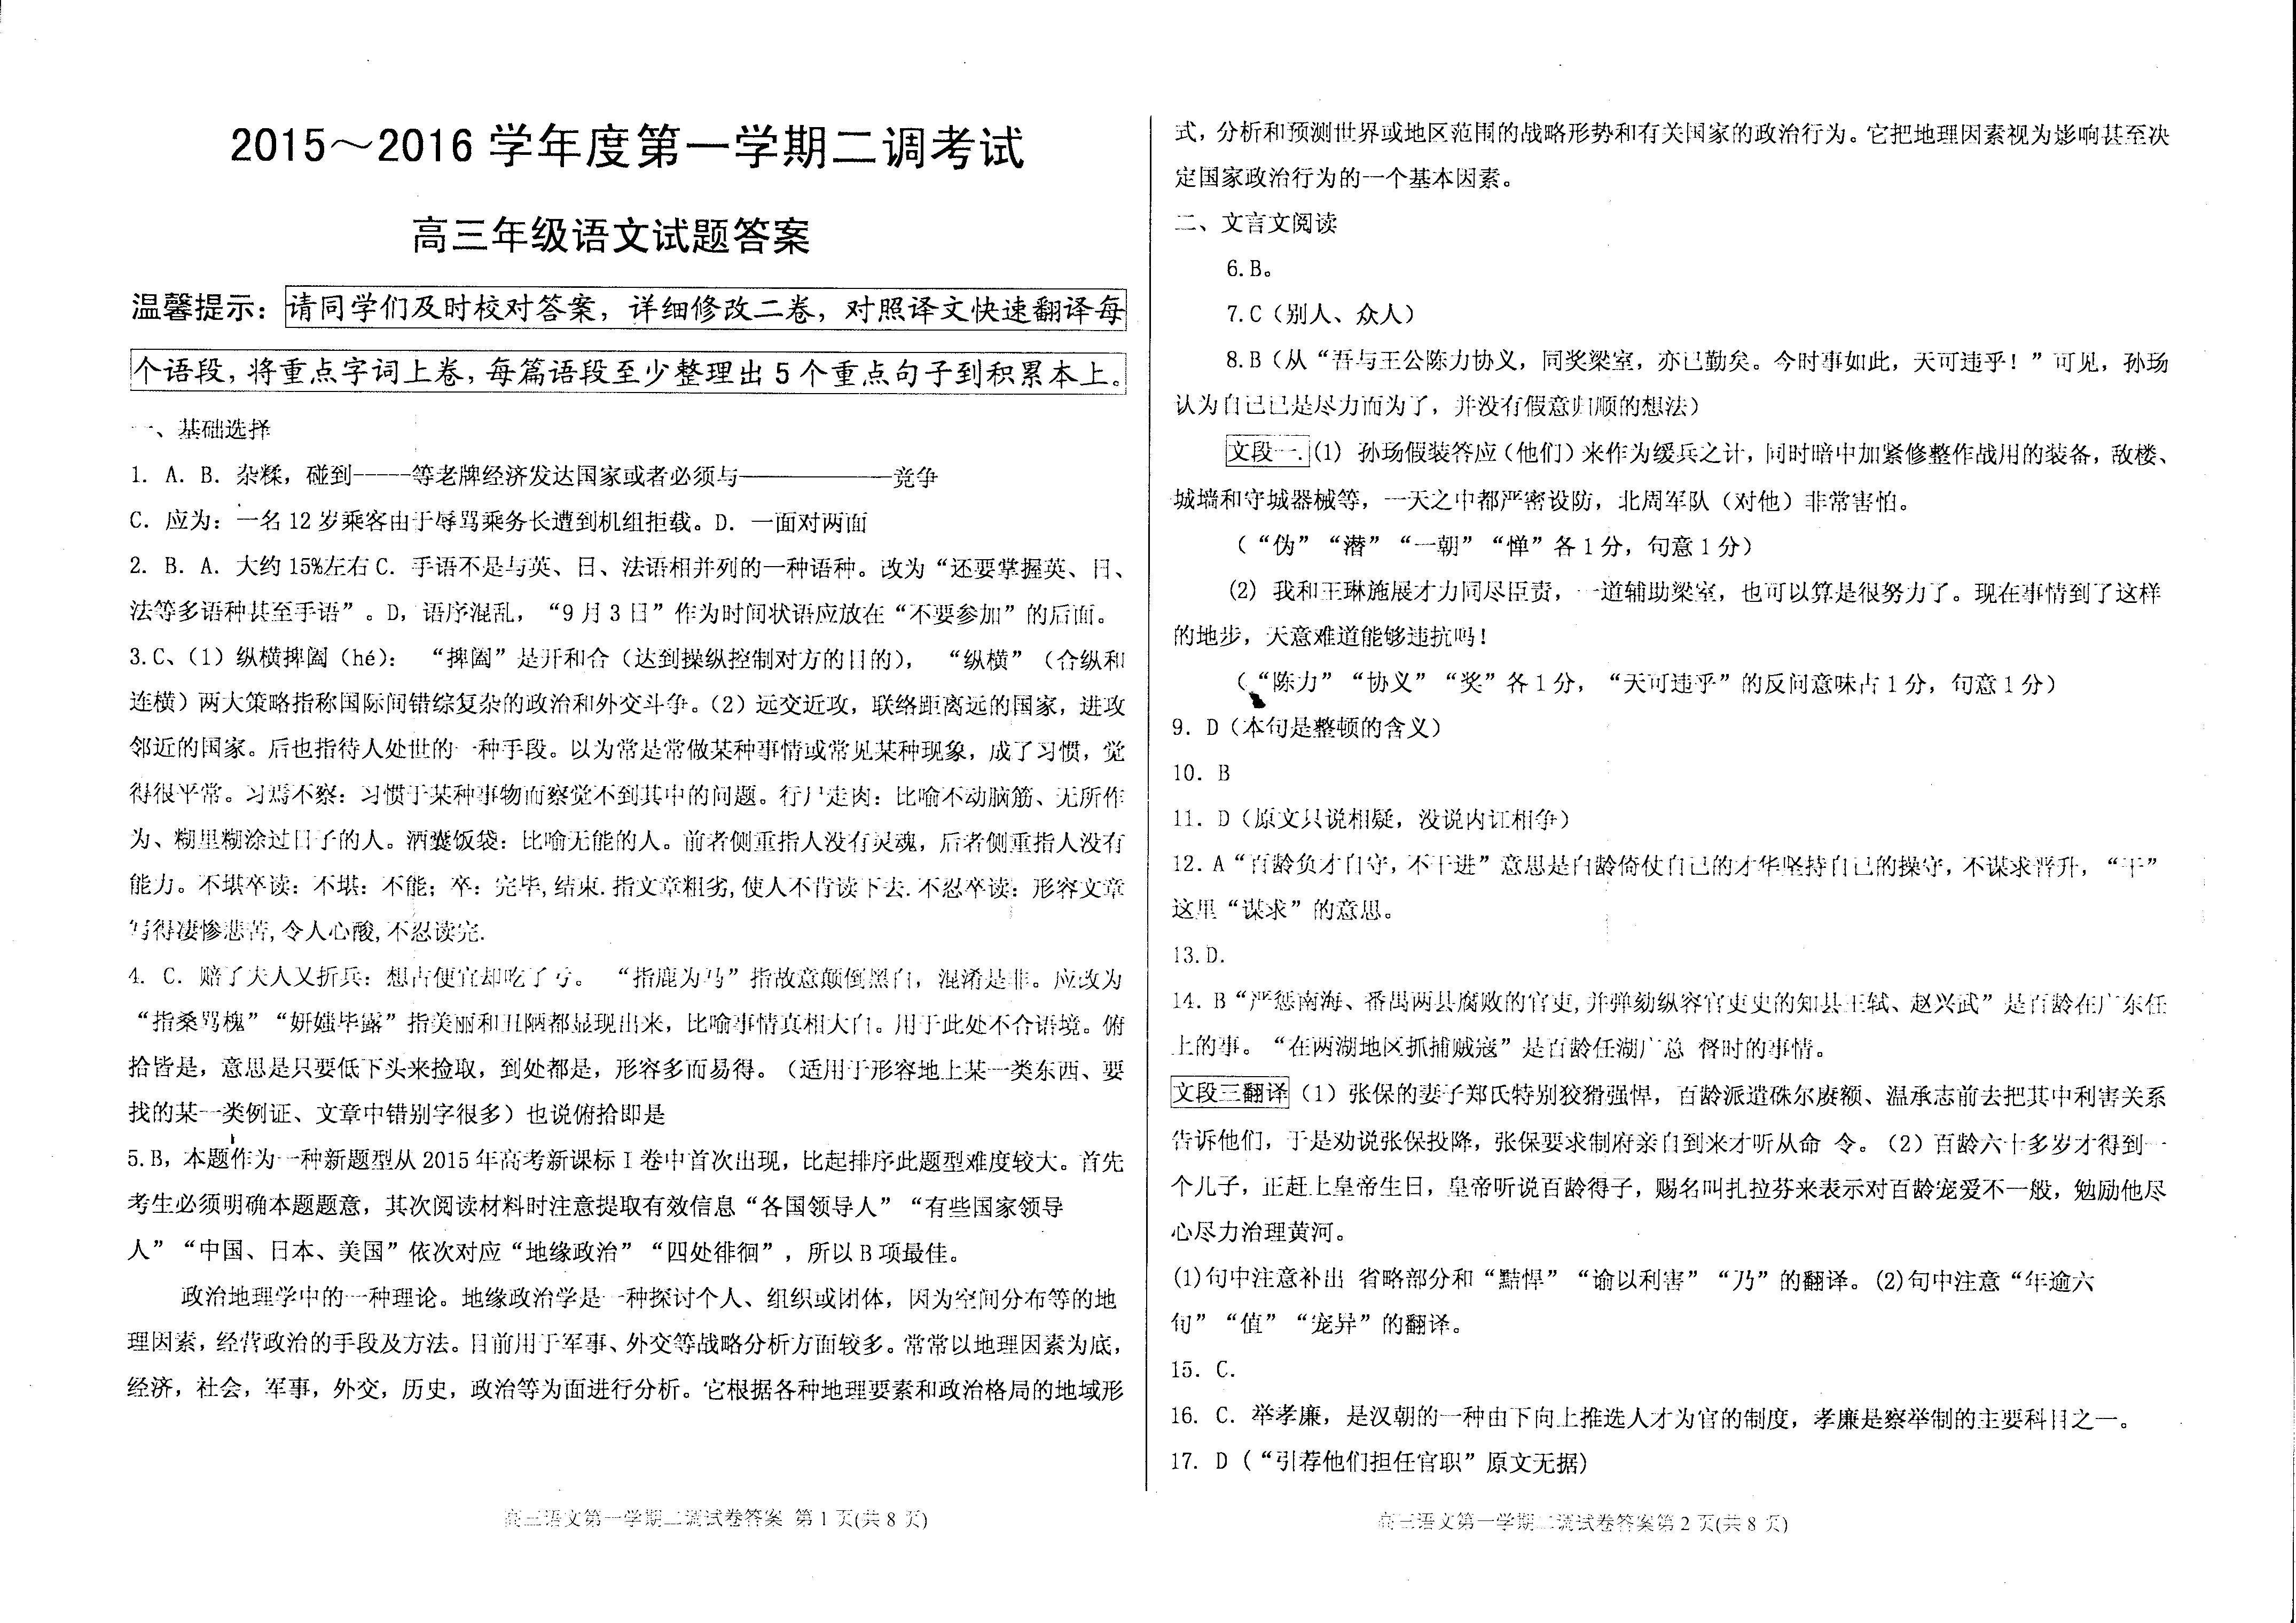 2015～2016 学年度第一学期二调考试
高三年级语文试题答案
温馨提示：请同学们及时校对答案，详细修改二卷，对照译文快速翻译每
个语段，将重点字词上卷，每篇语段至少整理出 5 个重点句子到积累本上。
一、基础选择
1. A. B. 杂糅，碰到-----等老牌经济发达国家或者必须与——————竞争
C. 应为：一名 12 岁乘客由于辱骂乘务长遭到机组拒载。D. 一面对两面
2. B. A. 大约 15%左右 C. 手语不是与英、日、法语相并列的一种语种。改为“还要掌握英、日、
法等多语种甚至手语”。D，语序混乱，“9 月 3 日”作为时间状语应放在“不要参加”的后面。
3.C、（1）纵横捭阖（hé）： “捭阖”是开和合（达到操纵控制对方的目的）， “纵横”（合纵和
连横）两大策略指称国际间错综复杂的政治和外交斗争。（2）远交近攻，联络距离远的国家，进攻
邻近的国家。后也指待人处世的一种手段。以为常是常做某种事情或常见某种现象，成了习惯，觉
得很平常。习焉不察：习惯于某种事物而察觉不到其中的问题。行尸走肉：比喻不动脑筋、无所作
为、糊里糊涂过日子的人。酒囊饭袋：比喻无能的人。前者侧重指人没有灵魂，后者侧重指人没有
能力。不堪卒读：不堪：不能；卒：完毕，结束. 指文章粗劣，使人不肯读下去. 不忍卒读：形容文章
写得凄惨悲苦，令人心酸，不忍读完.
4. C. 赔了夫人又折兵：想占便宜却吃了亏。 “指鹿为马”指故意颠倒黑白，混淆是非。应改为
“指桑骂槐”“妍媸毕露”指美丽和丑陋都显现出来，比喻事情真相大白。用于此处不合语境。俯
拾皆是，意思是只要低下头来捡取，到处都是，形容多而易得。（适用于形容地上某一类东西、要
找的某一类例证、文章中错别字很多）也说俯拾即是
5.B，本题作为一种新题型从 2015 年高考新课标 I 卷中首次出现，比起排序此题型难度较大。首先
考生必须明确本题题意，其次阅读材料时注意提取有效信息“各国领导人”“有些国家领导
人”“中国、日本、美国”依次对应“地缘政治”“四处徘徊”，所以 B 项最佳。
政治地理学中的一种理论。地缘政治学是一种探讨个人、组织或团体，因为空间分布等的地
理因素，经营政治的手段及方法。目前用于军事、外交等战略分析方面较多。常常以地理因素为底，
经济，社会，军事，外交，历史，政治等为面进行分析。它根据各种地理要素和政治格局的地域形
高三语文第一学期二调试卷答案 第 1 页(共 8 页)
式，分析和预测世界或地区范围的战略形势和有关国家的政治行为。它把地理因素视为影响甚至决
定国家政治行为的一个基本因素。
二、文言文阅读
6.B。
7.C（别人、众人）
8.B（从“吾与王公陈力协义，同奖梁室，亦已勤矣。今时事如此，天可违乎！”可见，孙玚
认为自己已是尽力而为了，并没有假意归顺的想法）
文段一.(1) 孙玚假装答应（他们）来作为缓兵之计，同时暗中加紧修整作战用的装备，敌楼、
城墙和守城器械等，一天之中都严密设防，北周军队（对他）非常害怕。
（“伪”“潜”“一朝”“惮”各 1 分，句意 1 分）
(2) 我和王琳施展才力同尽臣责，一道辅助梁室，也可以算是很努力了。现在事情到了这样
的地步，天意难道能够违抗吗！
（“陈力”“协义”“奖”各 1 分，“天可违乎”的反问意味占 1 分，句意 1 分）
9. D（本句是整顿的含义）
10. B
11. D（原文只说相疑，没说内讧相争）
12. A“百龄负才自守，不干进”意思是百龄倚仗自己的才华坚持自己的操守，不谋求晋升，“干”
这里“谋求”的意思。
13.D.
14. B“严惩南海、番禺两县腐败的官吏，并弹劾纵容官吏吏的知县王轼、赵兴武”是百龄在广东任
上的事。“在两湖地区抓捕贼寇”是百龄任湖广总 督时的事情。
文段三翻译（1）张保的妻子郑氏特别狡猾强悍，百龄派遣硃尔赓额、温承志前去把其中利害关系
告诉他们，于是劝说张保投降，张保要求制府亲自到来才听从命 令。（2）百龄六十多岁才得到一
个儿子，正赶上皇帝生日，皇帝听说百龄得子，赐名叫扎拉芬来表示对百龄宠爱不一般，勉励他尽
心尽力治理黄河。
(1)句中注意补出 省略部分和“黠悍”“谕以利害”“乃”的翻译。(2)句中注意“年逾六
旬”“值”“宠异”的翻译。
15. C.
16. C. 举孝廉，是汉朝的一种由下向上推选人才为官的制度，孝廉是察举制的主要科目之一。
17. D（“引荐他们担任官职”原文无据）
高三语文第一学期二调试卷答案第 2 页(共 8 页)